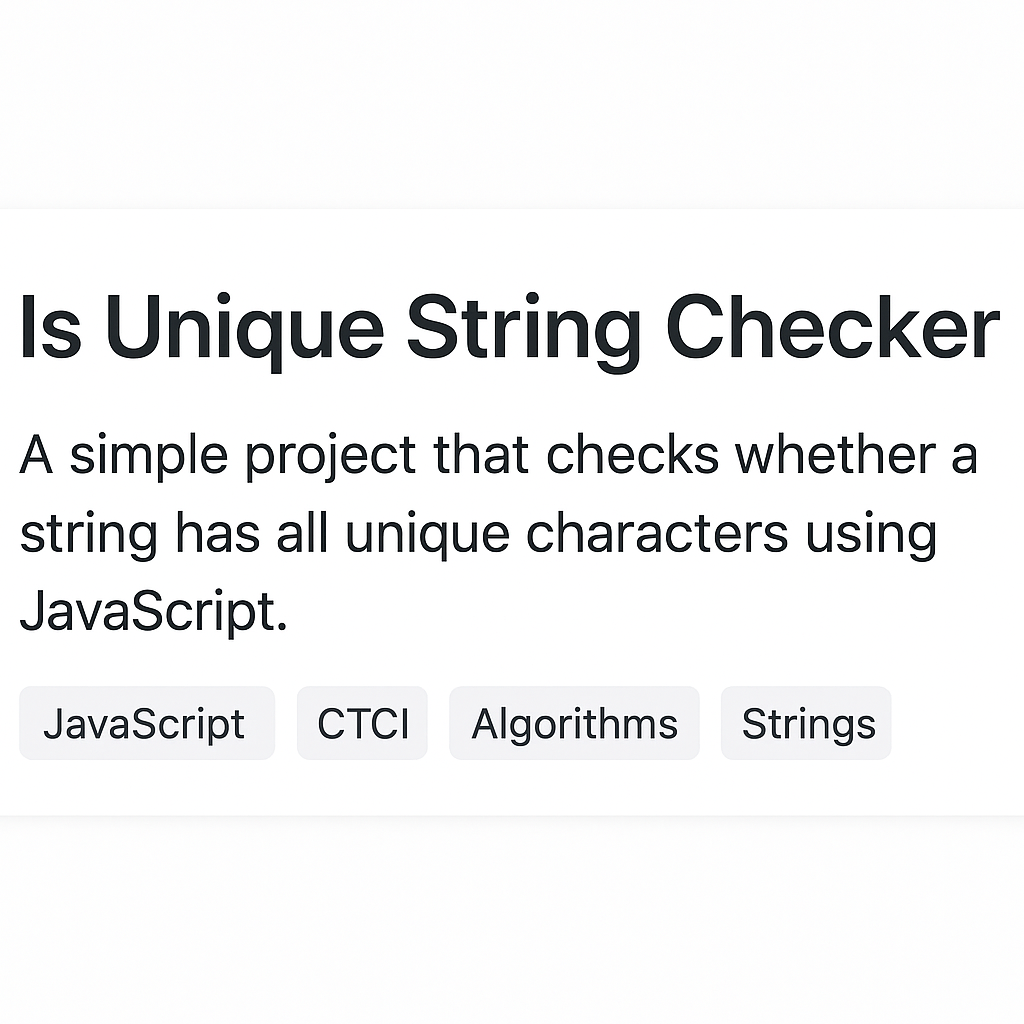 Is Unique String Checker
A simple project that checks whether a
string has all unique characters using
JavaScript.
JavaScript CTCI Algorithms Strings